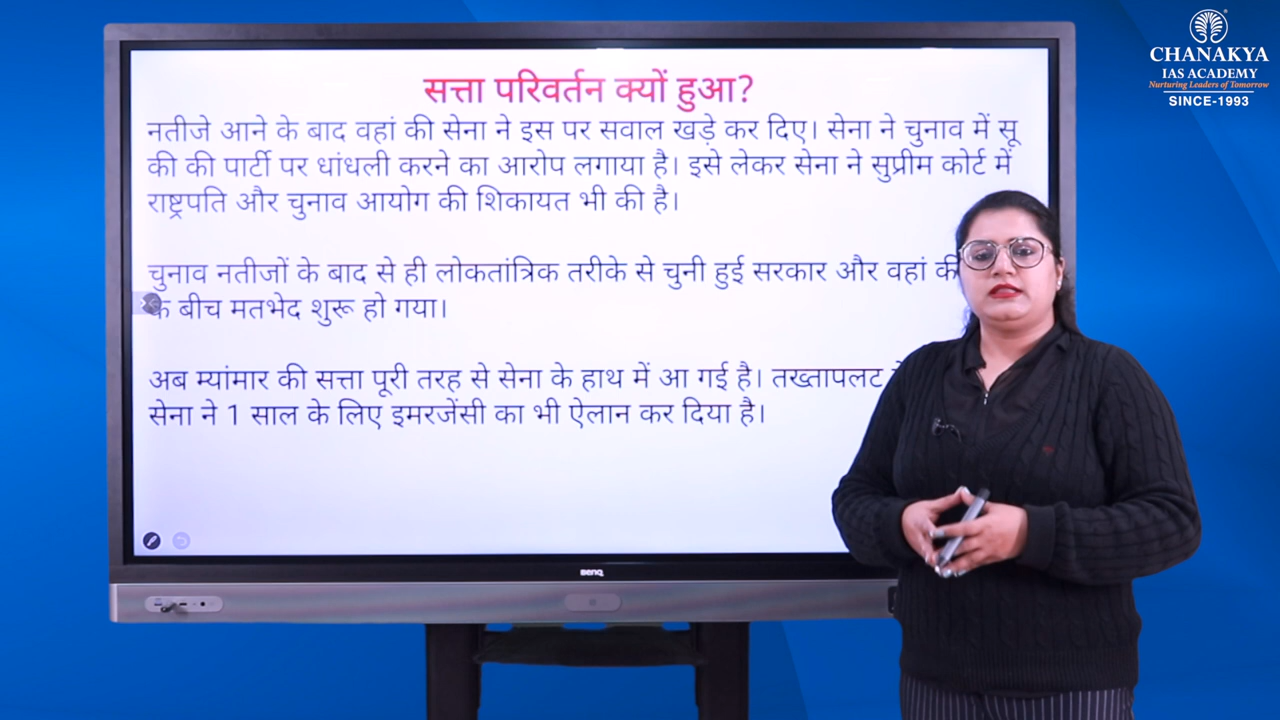 सत्ता परिवर्तन क्यों हुआ?
नतीजे आने के बाद वहां की सेना ने इस पर सवाल खड़े कर दिए। सेना ने चुनाव में सू
की की पार्टी पर धांधली करने का आरोप लगाया है। इसे लेकर सेना ने सुप्रीम कोर्ट में
राष्ट्रपति और चुनाव आयोग की शिकायत भी की है।
चुनाव नतीजों के बाद से ही लोकतांत्रिक तरीके से चुनी हुई सरकार और वहां की
के बीच मतभेद शुरू हो गया।
अब म्यांमार की सत्ता पूरी तरह से सेना के हाथ में आ गई है। तख्तापलट
सेना ने 1 साल के लिए इमरजेंसी का भी ऐलान कर दिया है।
BenQ
CHANAKYA
IAS ACADEMY
Nurturing Leaders of Tomorrow
SINCE-1993